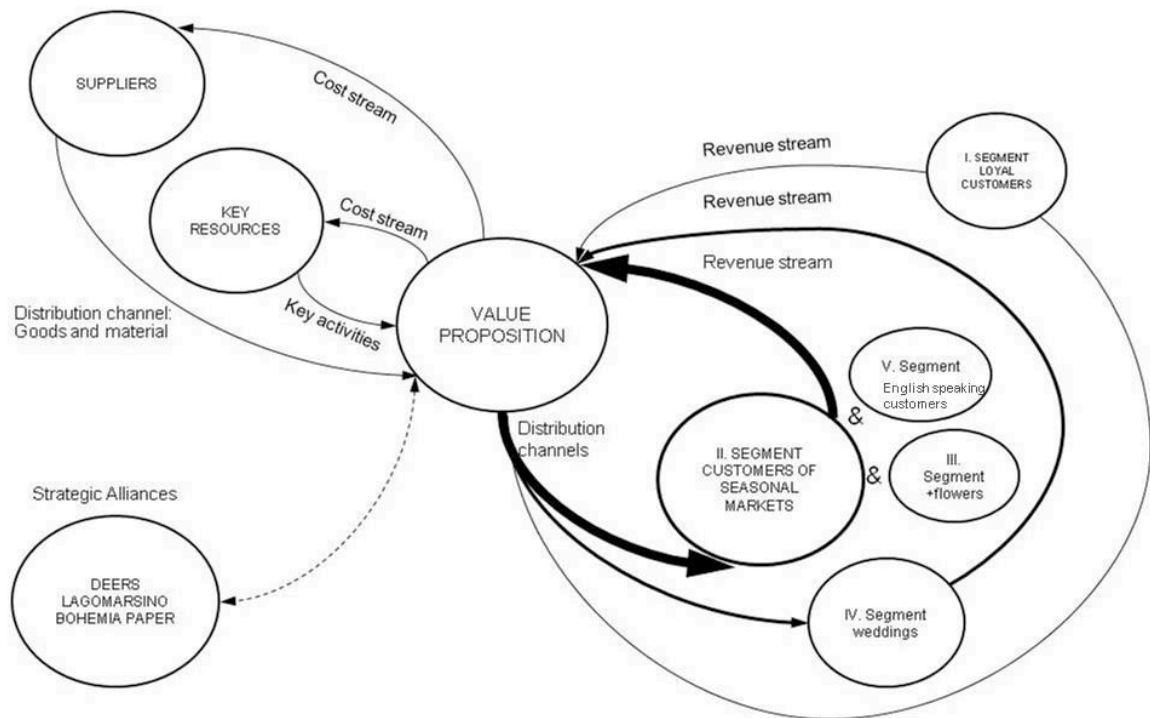 SUPPLIERS
Cost stream
KEY
RESOURCES
Cost stream
Key activities
Distribution channel:
Goods and material
VALUE
PROPOSITION
Revenue stream
Revenue stream
Revenue stream
I. SEGMENT
LOYAL
CUSTOMERS
V. Segment
English speaking
customers
&
II. SEGMENT
CUSTOMERS OF
SEASONAL
MARKETS
&
III.
Segment
+flowers
Distribution
channels
IV. Segment
weddings
Strategic Alliances
DEERS
LAGOMARSINO
BOHEMIA PAPER